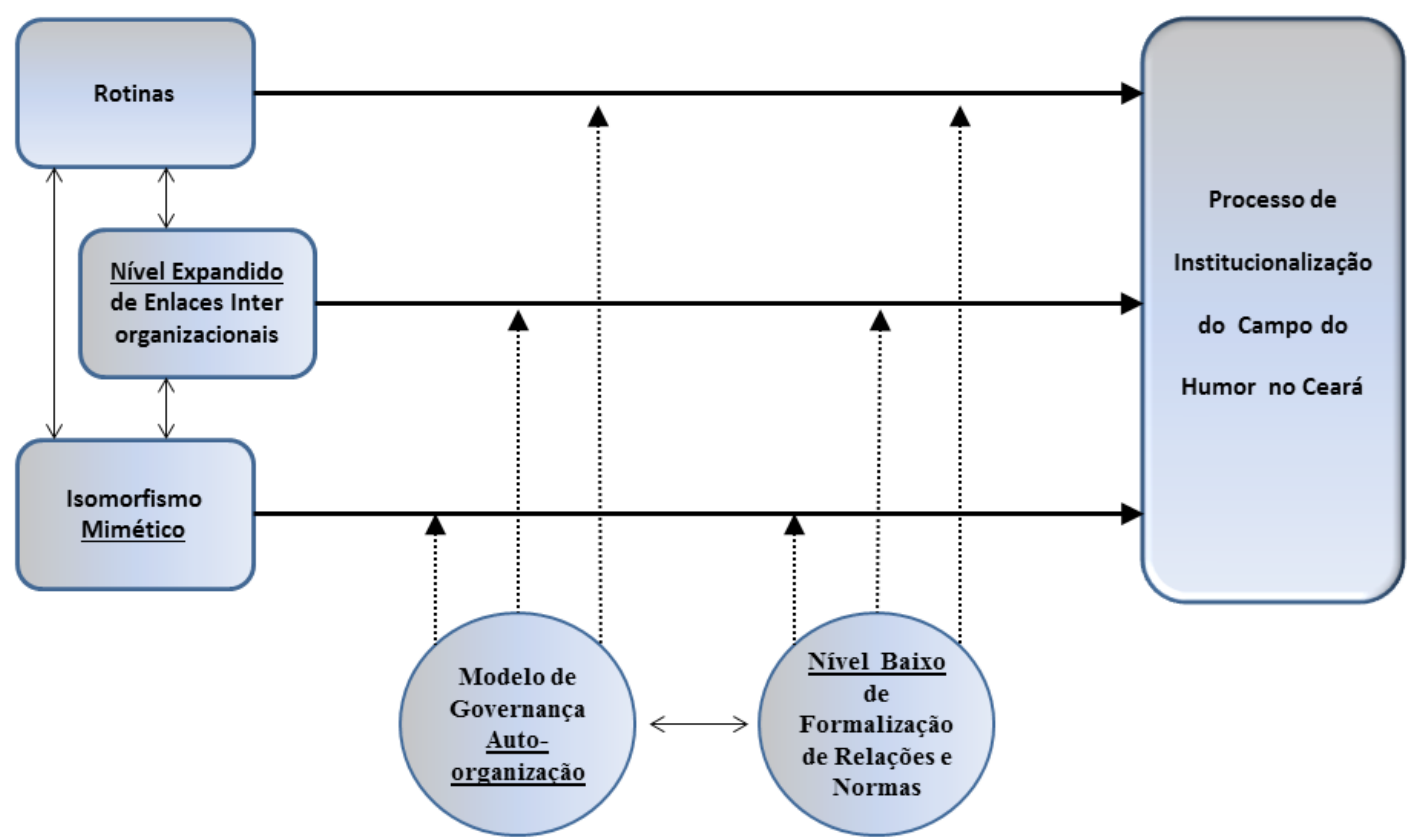 Rotinas
Nível Expandido
de Enlaces Inter
organizacionais
Isomorfismo
Mimético
Processo de
Institucionalização
do Campo do
Humor no Ceará
Modelo de
Governança
Auto-
organização
Nível Baixo
de
Formalização
de Relações e
Normas